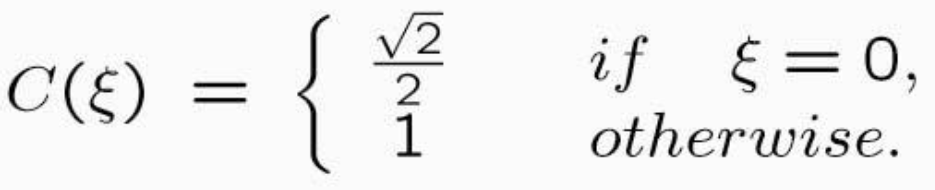 C(ξ) = { √2/2 if ξ = 0,
1 otherwise.